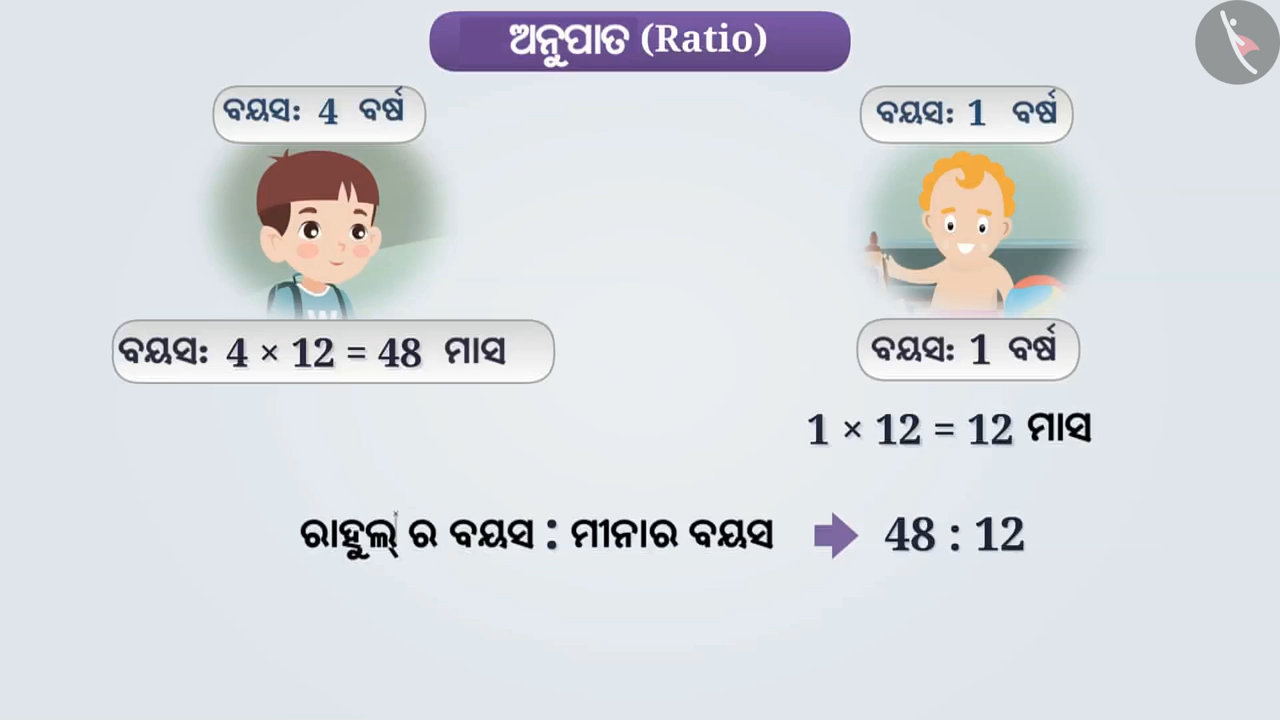 ଅନୁପାତ (Ratio)
ବୟସ: 4 ବର୍ଷ
ବୟସ: 1 ବର୍ଷ
ବୟସ: 4 × 12 = 48 ମାସ
ବୟସ: 1 ବର୍ଷ
1 × 12 = 12 ମାସ
ରାହୁଲ୍ ର ବୟସ : ମୀନାର ବୟସ ➡ 48 : 12